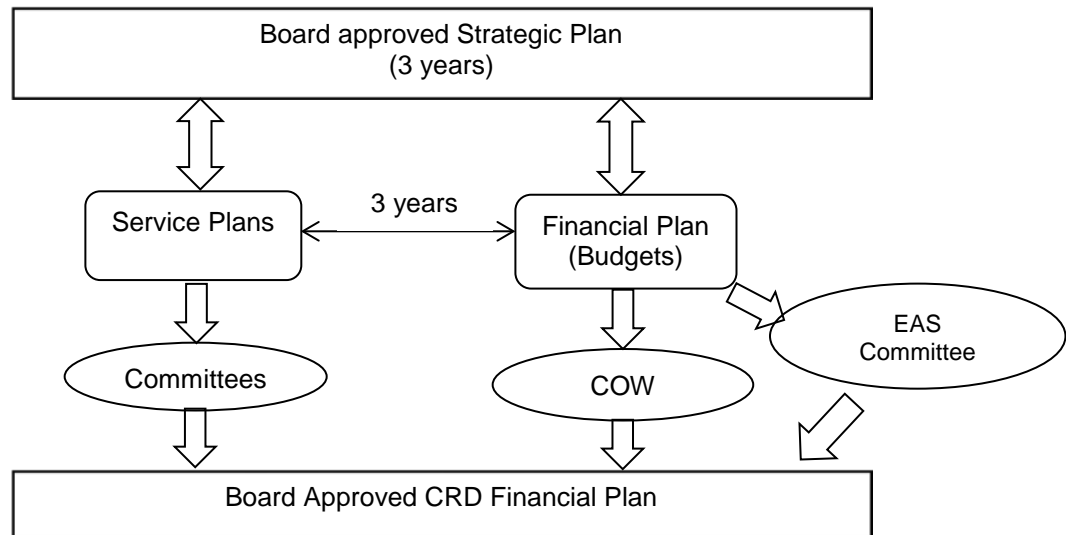 Board approved Strategic Plan
(3 years)
Service Plans
3 years
Financial Plan
(Budgets)
EAS
Committee
Committees
COW
Board Approved CRD Financial Plan